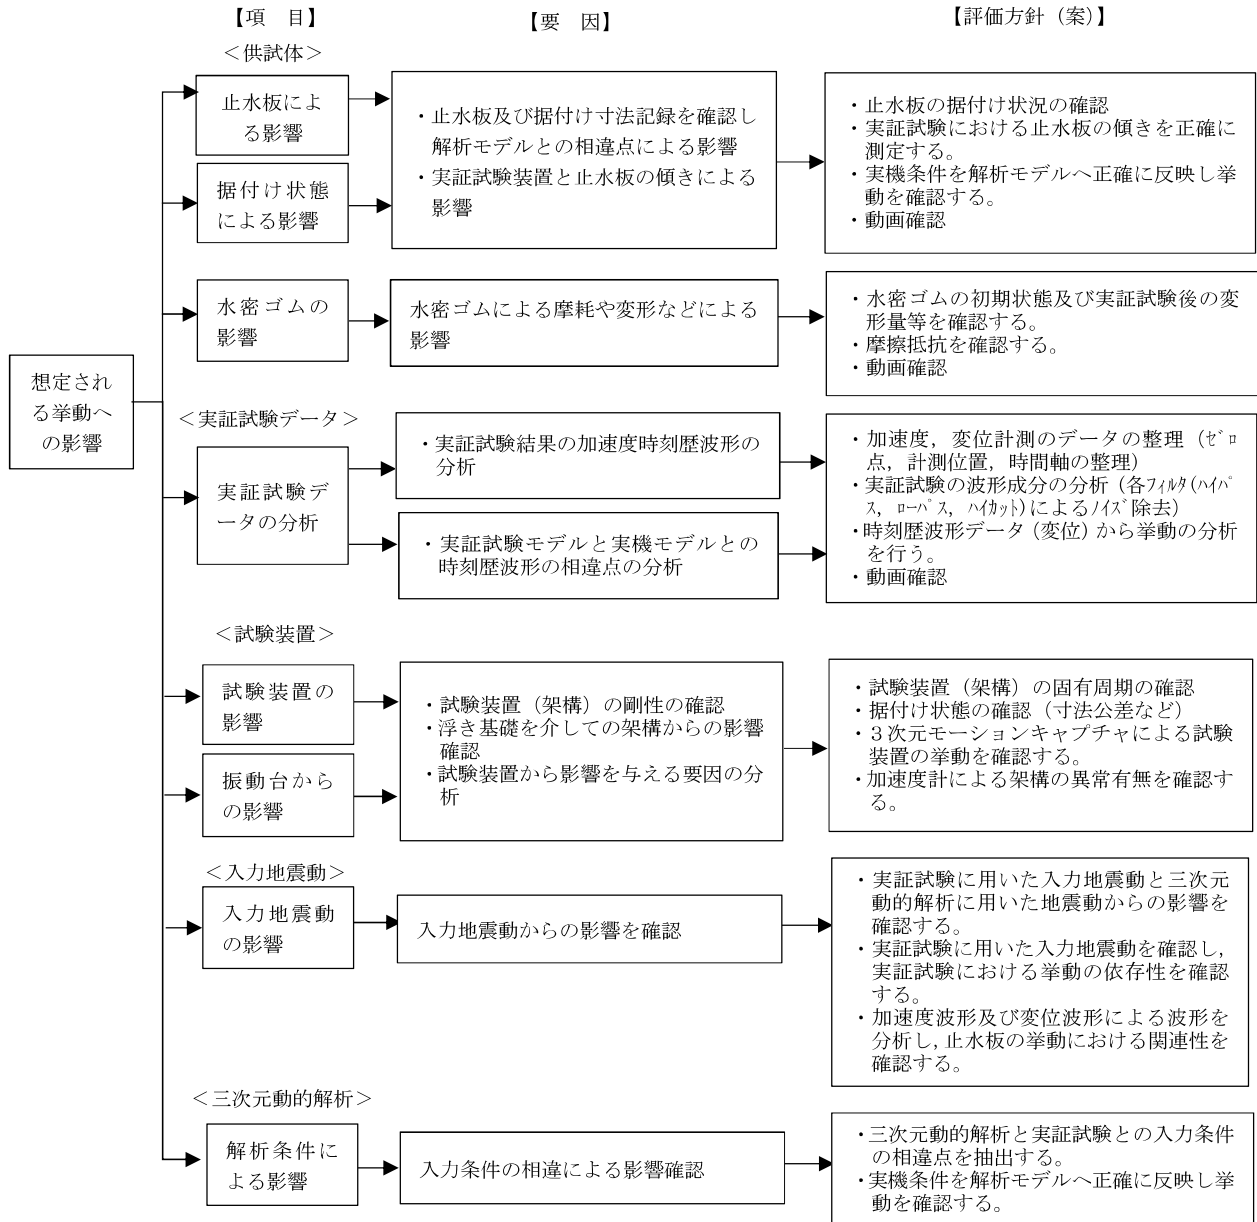 【項　目】
【要　因】
【評価方針（案）】
＜供試体＞
止水板によ
る影響
据付け状態
による影響
・止水板及び据付け寸法記録を確認し
解析モデルとの相違点による影響
・実証試験装置と止水板の傾きによる
影響
・止水板の据付け状況の確認
・実証試験における止水板の傾きを正確に
測定する。
・実機条件を解析モデルへ正確に反映し挙
動を確認する。
・動画確認
水密ゴムの
影響
水密ゴムによる摩耗や変形などによる
影響
・水密ゴムの初期状態及び実証試験後の変
形量等を確認する。
・摩擦抵抗を確認する。
・動画確認
想定され
る挙動へ
の影響
＜実証試験データ＞
実証試験デ
ータの分析
・実証試験結果の加速度時刻歴波形の
分析
・実証試験モデルと実機モデルとの
時刻歴波形の相違点の分析
・加速度，変位計測のデータの整理（ｾﾞﾛ
点，計測位置，時間軸の整理）
・実証試験の波形成分の分析（各ﾌｨﾙﾀ(ﾊｲﾊﾟ
ｽ，ﾛｰﾊﾟｽ，ﾊｲｶｯﾄ)によるﾉｲｽﾞ除去）
・時刻歴波形データ（変位）から挙動の分析
を行う。
・動画確認
＜試験装置＞
試験装置の
影響
振動台から
の影響
・試験装置（架構）の剛性の確認
・浮き基礎を介しての架構からの影響
確認
・試験装置から影響を与える要因の分
析
・試験装置（架構）の固有周期の確認
・据付け状態の確認（寸法公差など）
・３次元モーションキャプチャによる試験
装置の挙動を確認する。
・加速度計による架構の異常有無を確認す
る。
＜入力地震動＞
入力地震動
の影響
入力地震動からの影響を確認
・実証試験に用いた入力地震動と三次元
動的解析に用いた地震動からの影響を
確認する。
・実証試験に用いた入力地震動を確認し，
実証試験における挙動の依存性を確認
する。
・加速度波形及び変位波形による波形を
分析し，止水板の挙動における関連性を
確認する。
＜三次元動的解析＞
解析条件に
よる影響
入力条件の相違による影響確認
・三次元動的解析と実証試験との入力条件
の相違点を抽出する。
・実機条件を解析モデルへ正確に反映し挙
動を確認する。